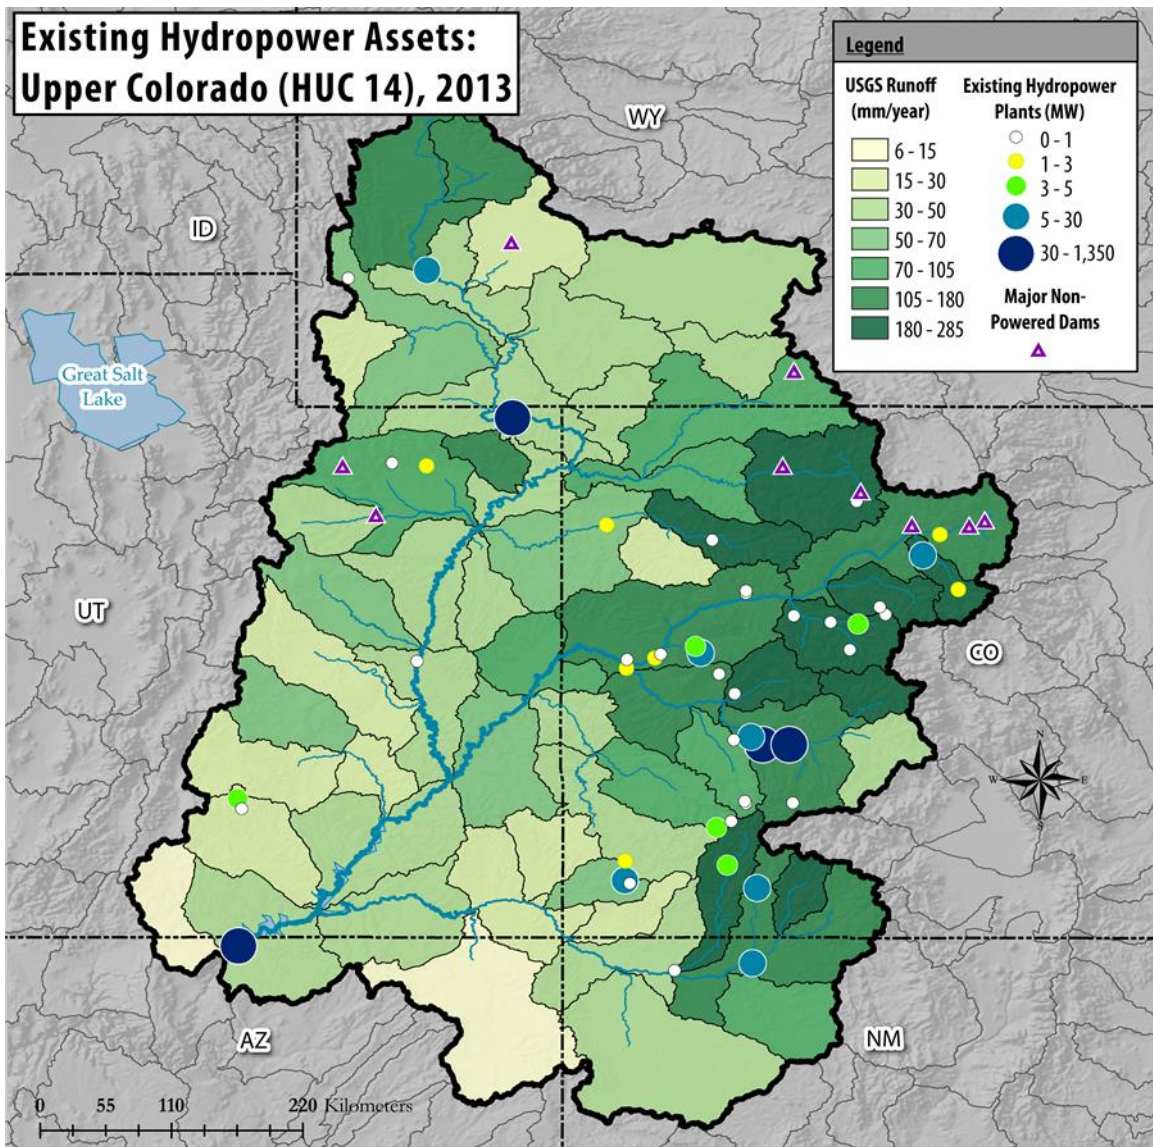 Existing Hydropower Assets:
Upper Colorado (HUC 14), 2013
Legend
USGS Runoff
(mm/year)
6 - 15
15 - 30
30 - 50
50 - 70
70 - 105
105 - 180
180 - 285
Existing Hydropower
Plants (MW)
0 - 1
1 - 3
3 - 5
5 - 30
30 - 1,350
Major Non-
Powered Dams
WY
ID
Great Salt
Lake
UT
CO
N
W
E
S
AZ
NM
0 55 110 220 Kilometers